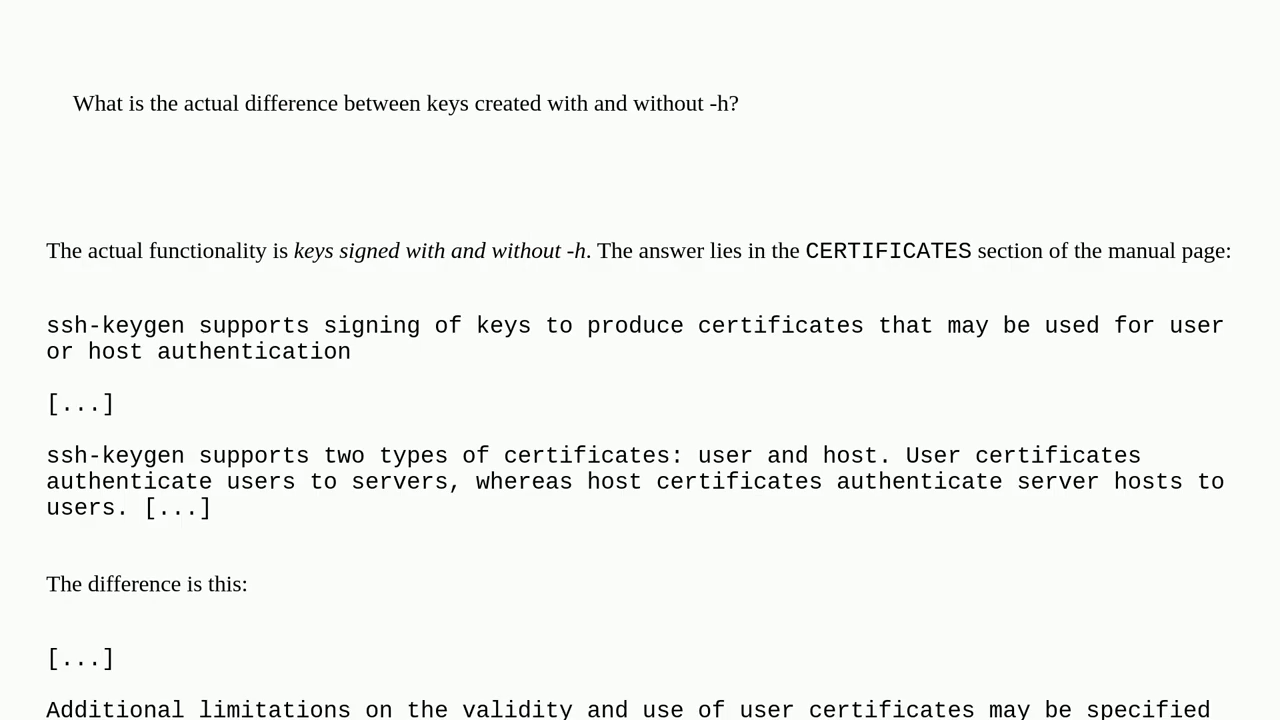 What is the actual difference between keys created with and without -h?
The actual functionality is keys signed with and without -h. The answer lies in the CERTIFICATES section of the manual page:
ssh-keygen supports signing of keys to produce certificates that may be used for user
or host authentication
[...]
ssh-keygen supports two types of certificates: user and host. User certificates
authenticate users to servers, whereas host certificates authenticate server hosts to
users. [...]
The difference is this:
[...]
Additional limitations on the validity and use of user certificates may be specified